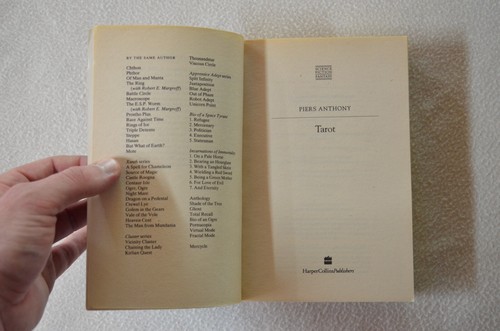 BY THE SAME AUTHOR
Chthon
Phthor
Of Man and Manta
The Ring
(with Robert E. Margroff)
Battle Circle
Macroscope
The E.S.P. Worm
(with Robert E. Margroff)
Prostho Plus
Race Against Time
Rings of Ice
Triple Detente
Steppe
Hasan
But What of Earth?
Mute
Xanth series
A Spell for Chameleon
Source of Magic
Castle Roogna
Centaur Isle
Ogre, Ogre
Night Mare
Dragon on a Pedestal
Crewel Lye
Golem in the Gears
Vale of the Vole
Heaven Cent
The Man from Mundania
Cluster series
Vicinity Cluster
Chaining the Lady
Kirlian Quest
Thousandstar
Viscous Circle
Apprentice Adept series
Split Infinity
Juxtaposition
Blue Adept
Out of Phase
Robot Adept
Unicorn Point
Bio of a Space Tyrant
1. Refugee
2. Mercenary
3. Politician
4. Executive
5. Statesman
Incarnations of Immortality
1. On a Pale Horse
2. Bearing an Hourglass
3. With a Tangled Skein
4. Wielding a Red Sword
5. Being a Green Mother
6. For Love of Evil
7. And Eternity
Anthology
Shade of the Tree
Ghost
Total Recall
Bio of an Ogre
Pornucopia
Virtual Mode
Fractal Mode
Mercycle
PIERS ANTHONY
Tarot
HarperCollinsPublishers